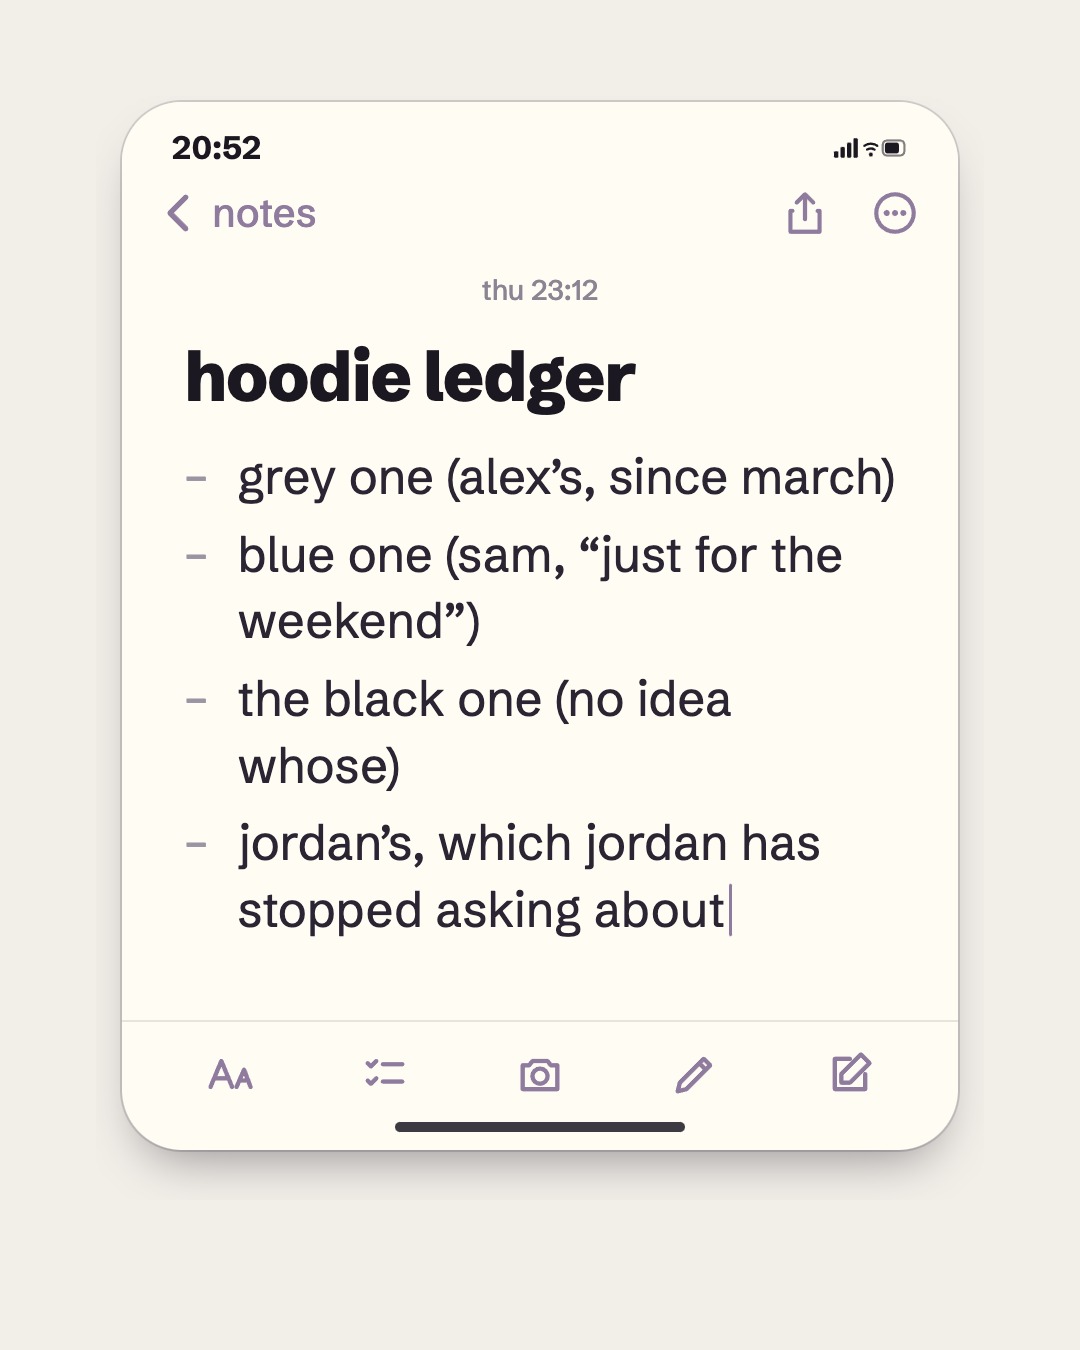 20:52
notes
thu 23:12
hoodie ledger
– grey one (alex’s, since march)
– blue one (sam, “just for the
weekend”)
– the black one (no idea
whose)
– jordan’s, which jordan has
stopped asking about
AA